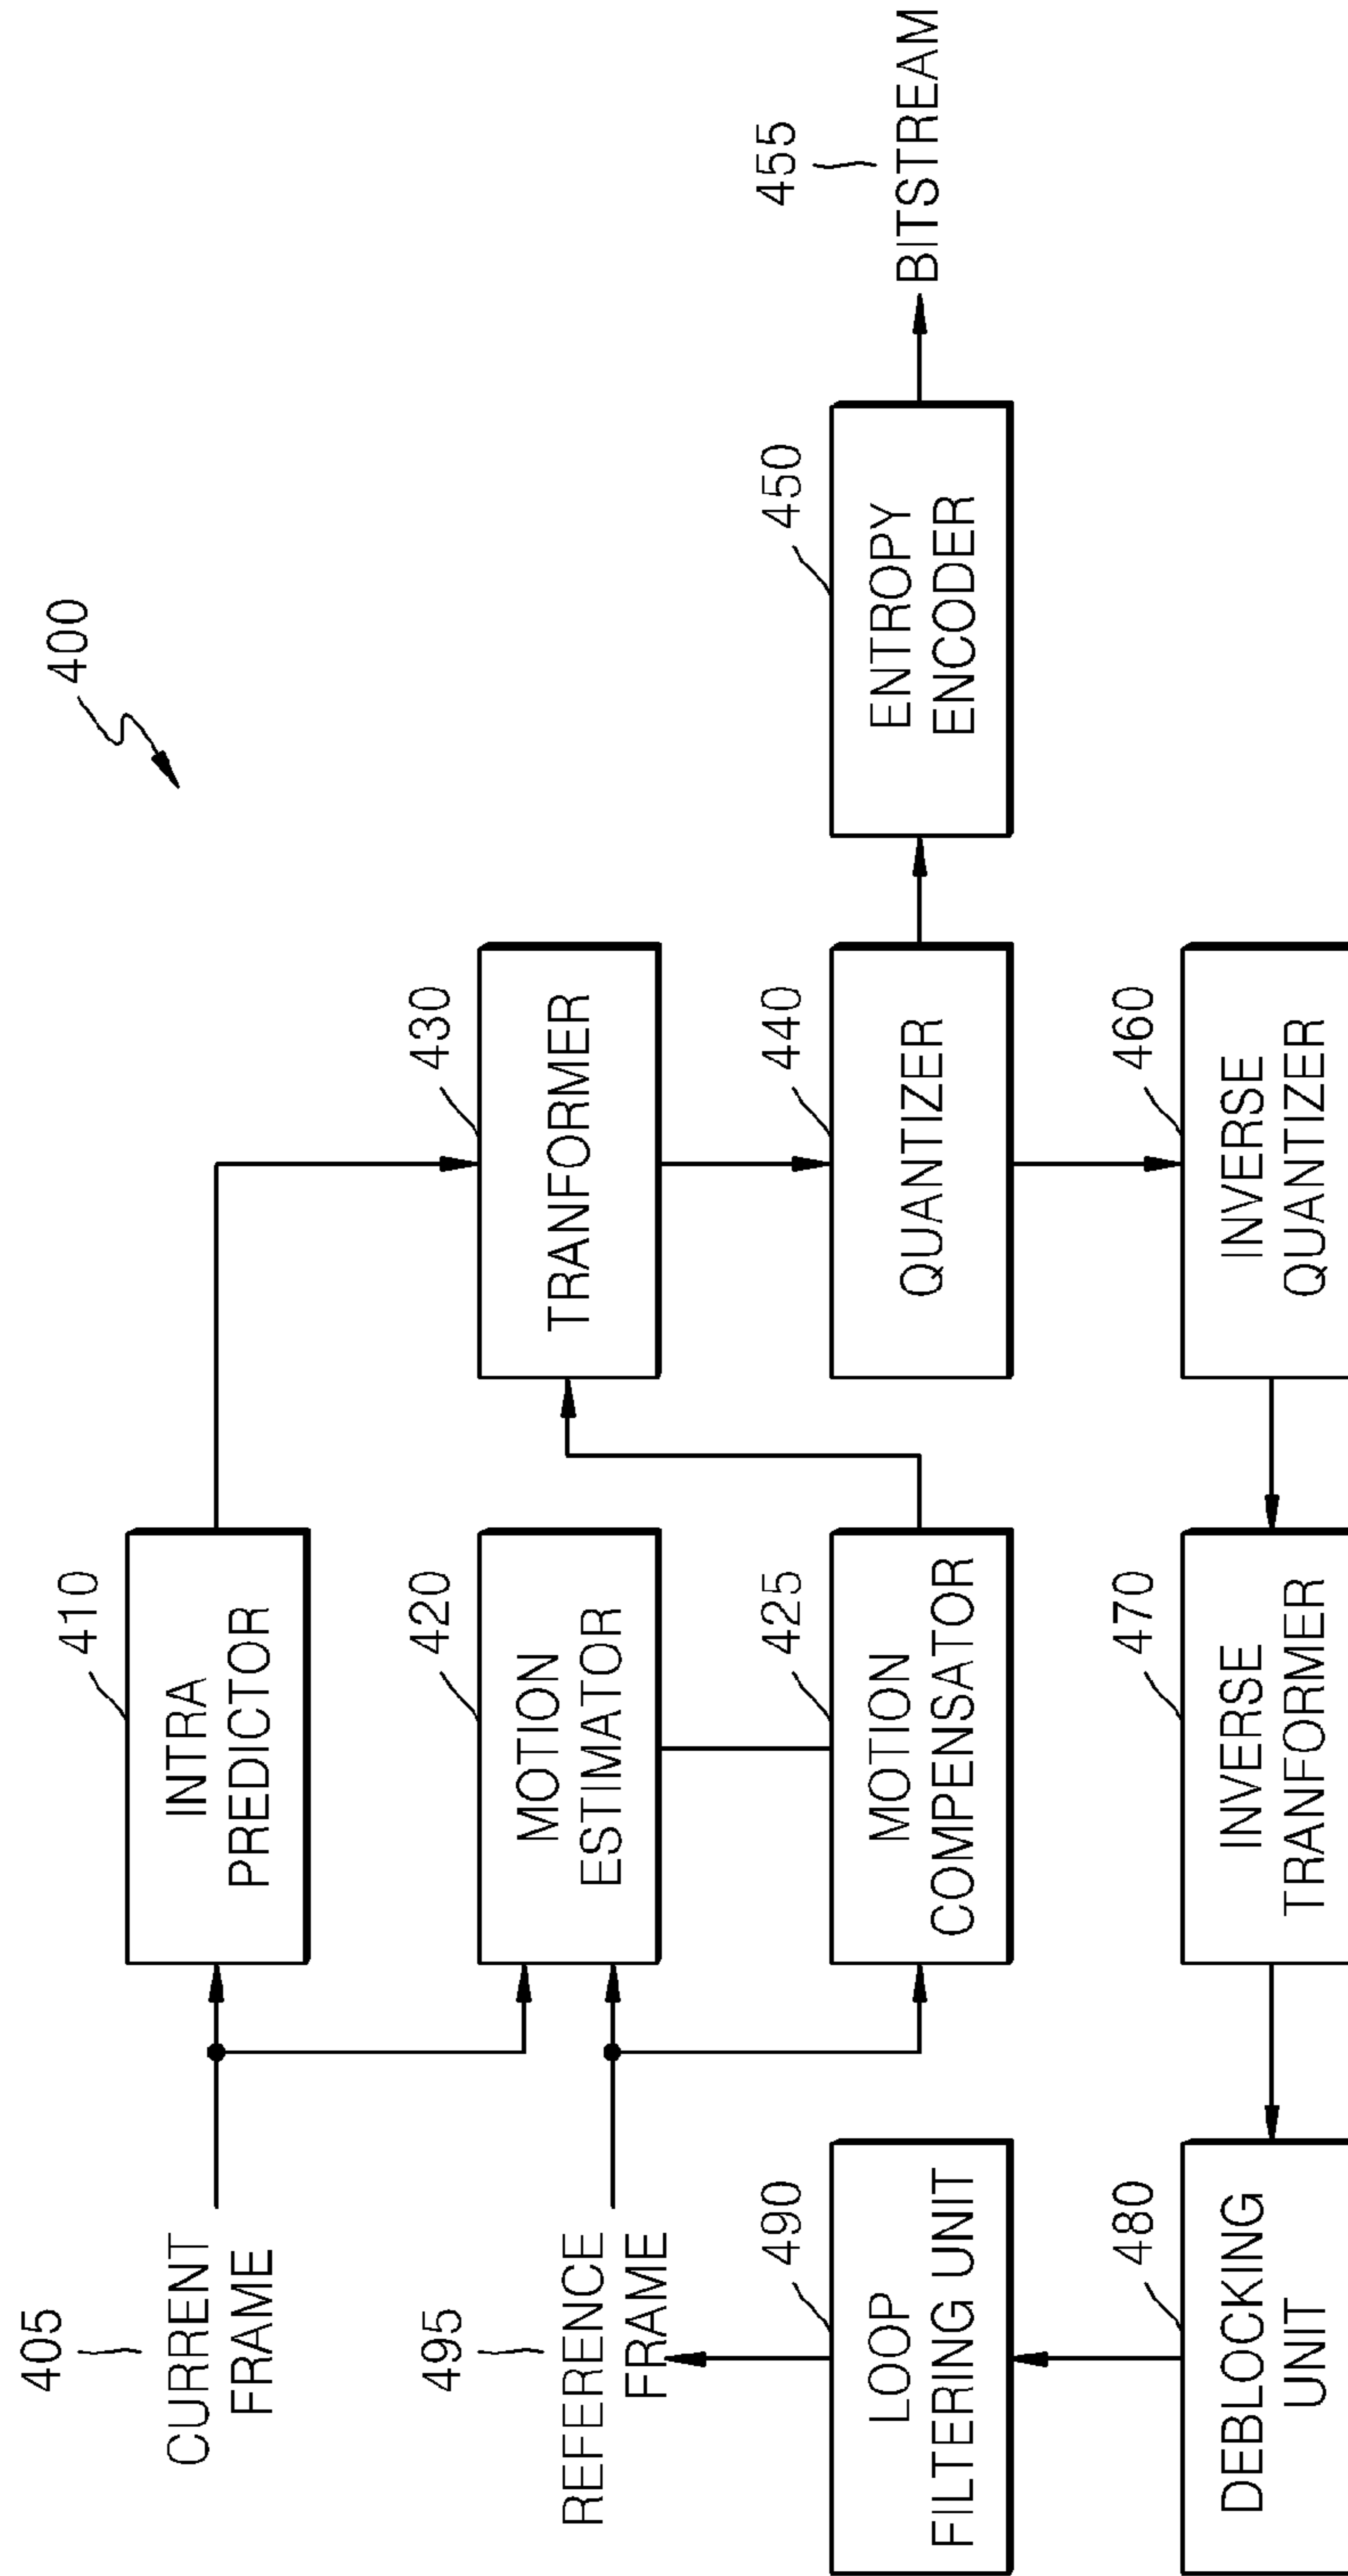 400
405
CURRENT
FRAME
410
INTRA
PREDICTOR
495
REFERENCE
FRAME
420
MOTION
ESTIMATOR
430
TRANFORMER
490
LOOP
FILTERING UNIT
425
MOTION
COMPENSATOR
440
QUANTIZER
450
ENTROPY
ENCODER
455
BITSTREAM
480
DEBLOCKING
UNIT
470
INVERSE
TRANFORMER
460
INVERSE
QUANTIZER